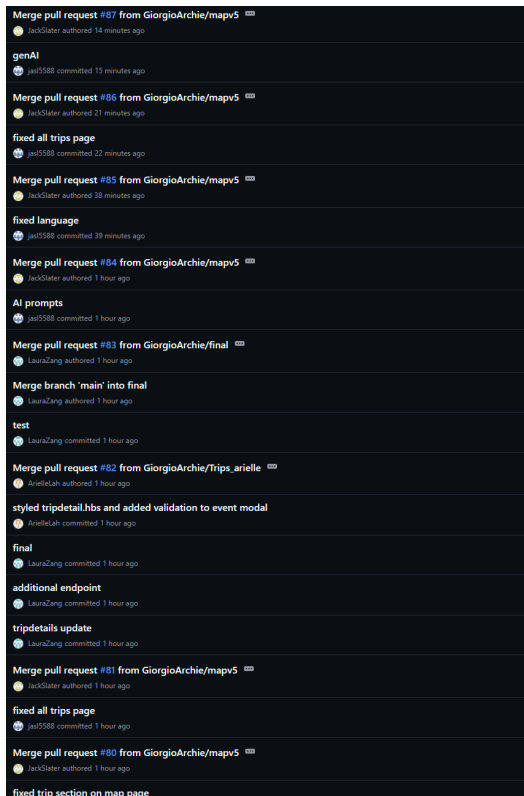 Merge pull request #87 from GiorgioArchie/mapv5
JackSlater authored 14 minutes ago
genAI
jasl5588 committed 15 minutes ago
Merge pull request #86 from GiorgioArchie/mapv5
JackSlater authored 21 minutes ago
fixed all trips page
jasl5588 committed 22 minutes ago
Merge pull request #85 from GiorgioArchie/mapv5
JackSlater authored 38 minutes ago
fixed language
jasl5588 committed 39 minutes ago
Merge pull request #84 from GiorgioArchie/mapv5
JackSlater authored 1 hour ago
AI prompts
jasl5588 committed 1 hour ago
Merge pull request #83 from GiorgioArchie/final
LauraZang authored 1 hour ago
Merge branch 'main' into final
LauraZang authored 1 hour ago
test
LauraZang committed 1 hour ago
Merge pull request #82 from GiorgioArchie/Trips_arielle
ArielleLah authored 1 hour ago
styled tripdetail.hbs and added validation to event modal
ArielleLah committed 1 hour ago
final
LauraZang committed 1 hour ago
additional endpoint
LauraZang committed 1 hour ago
tripdetails update
LauraZang committed 1 hour ago
Merge pull request #81 from GiorgioArchie/mapv5
JackSlater authored 1 hour ago
fixed all trips page
jasl5588 committed 1 hour ago
Merge pull request #80 from GiorgioArchie/mapv5
JackSlater authored 1 hour ago
fixed trip section on map page